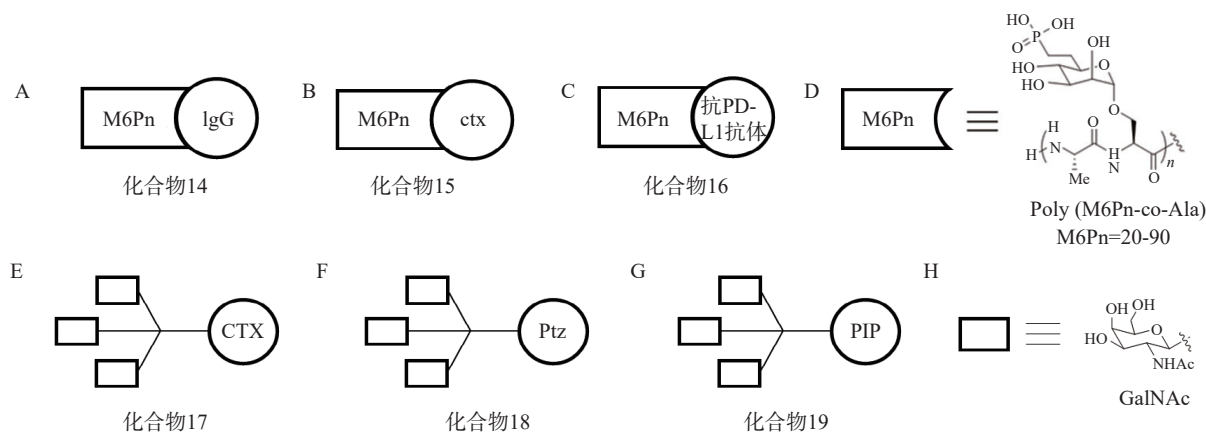 A
M6Pn
lgG
化合物14
B
M6Pn
ctx
化合物15
C
M6Pn
抗PD-
L1抗体
化合物16
D
M6Pn
HO
HO
P
O
OH
O
HO
HO
O
H
H
N
O
Me
H
N
O
n
Poly (M6Pn-co-Ala)
M6Pn=20-90
E
CTX
化合物17
F
Ptz
化合物18
G
PIP
化合物19
H
OH
OH
O
HO
NHAc
GalNAc